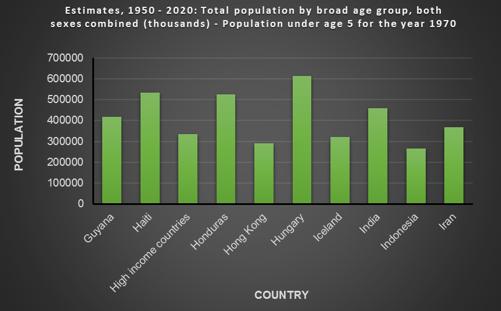 Estimates, 1950 - 2020: Total population by broad age group, both
sexes combined (thousands) - Population under age 5 for the year 1970
700000
600000
500000
400000
300000
200000
100000
0
POPULATION
Guyana
Haiti
High income countries
Honduras
Hong Kong
Hungary
Iceland
India
Indonesia
Iran
COUNTRY